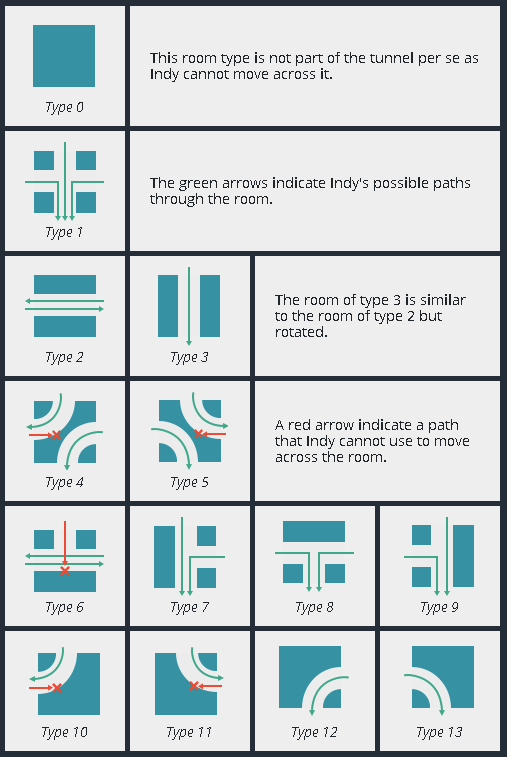 Type 0
This room type is not part of the tunnel per se as
Indy cannot move across it.
Type 1
The green arrows indicate Indy's possible paths
through the room.
Type 2
Type 3
The room of type 3 is similar
to the room of type 2 but
rotated.
Type 4
Type 5
A red arrow indicate a path
that Indy cannot use to move
across the room.
Type 6
Type 7
Type 8
Type 9
Type 10
Type 11
Type 12
Type 13